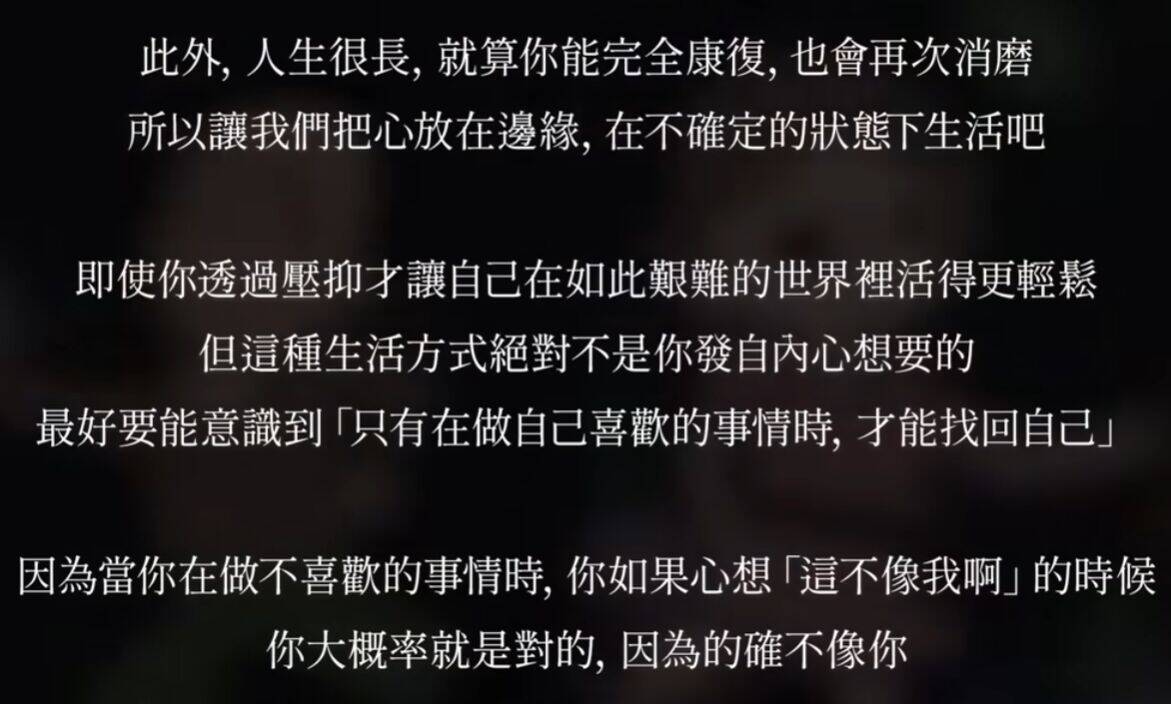 此外, 人生很長, 就算你能完全康復, 也會再次消磨
所以讓我們把心放在邊緣, 在不確定的狀態下生活吧
即使你透過壓抑才讓自己在如此艱難的世界裡活得更輕鬆
但這種生活方式絕對不是你發自內心想要的
最好要能意識到「只有在做自己喜歡的事情時, 才能找回自己」
因為當你在做不喜歡的事情時, 你如果心想「這不像我啊」的時候
你大概率就是對的, 因為的確不像你